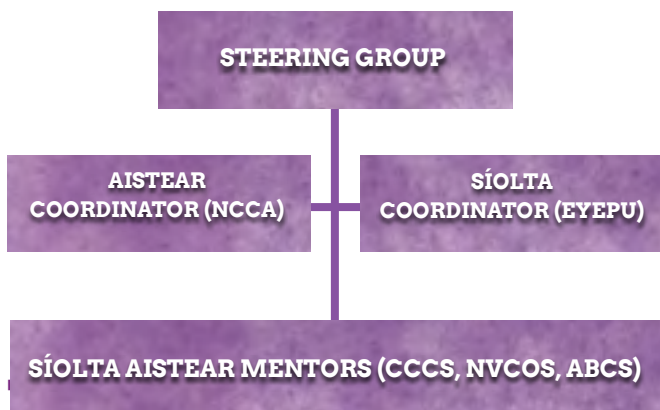 STEERING GROUP
AISTEAR
COORDINATOR (NCCA)
SÍOLTA
COORDINATOR (EYEPU)
SÍOLTA AISTEAR MENTORS (CCCS, NVCOS, ABCS)